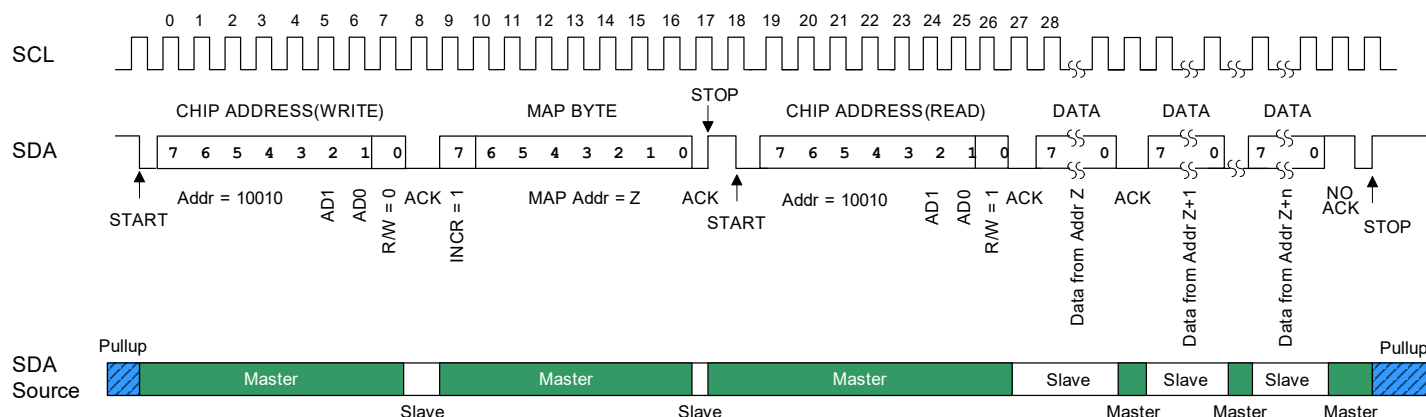 0 1 2 3 4 5 6 7 8 9 10 11 12 13 14 15 16 17 18 19 20 21 22 23 24 25 26 27 28
SCL
STOP
CHIP ADDRESS(WRITE) MAP BYTE CHIP ADDRESS(READ) DATA DATA DATA
SDA
7 6 5 4 3 2 1 0 7 6 5 4 3 2 1 0 7 6 5 4 3 2 1 0 7 0 7 0 7 0
START
Addr = 10010
AD1
AD0
R/W = 0
ACK
INCR = 1
MAP Addr = Z
ACK
START
Addr = 10010
AD1
AD0
R/W = 1
ACK
Data from Addr Z
ACK
Data from Addr Z+1
Data from Addr Z+n
NO
ACK
STOP
Pullup Pullup
SDA
Source
Master Master Master Slave Slave Slave
Slave Slave Master Master Master